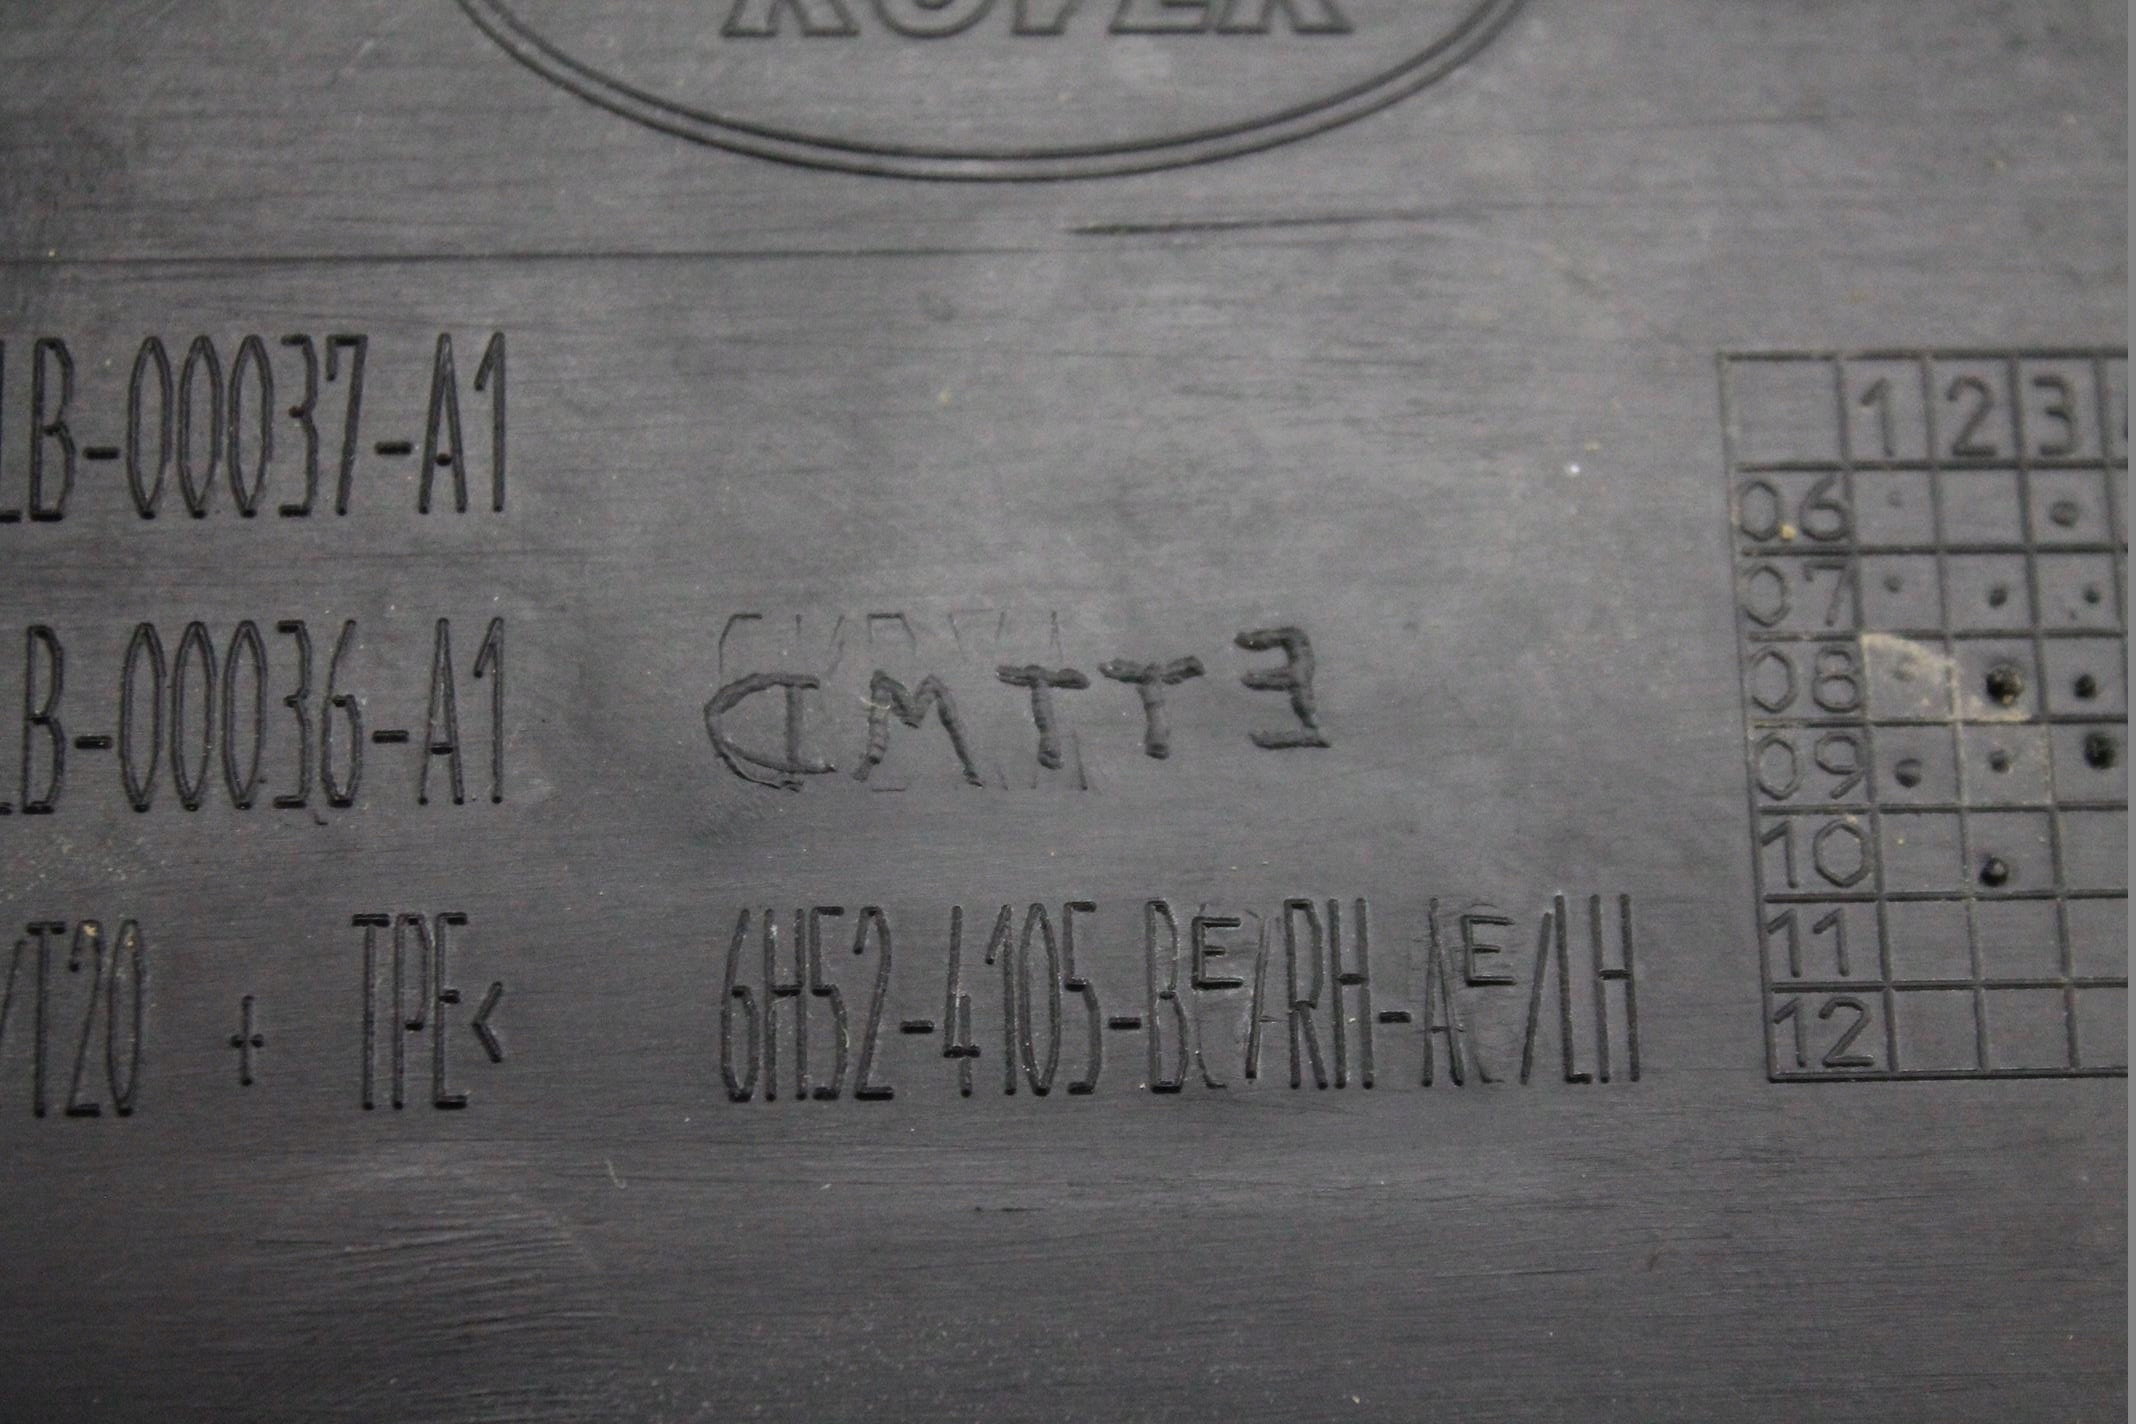 ROVER
LB-00037-A1
LB-00036-A1
/T20 + TPE<
6H52-4105-BE/RH-AE/LH
1 2 3
06
07
08
09
10
11
12